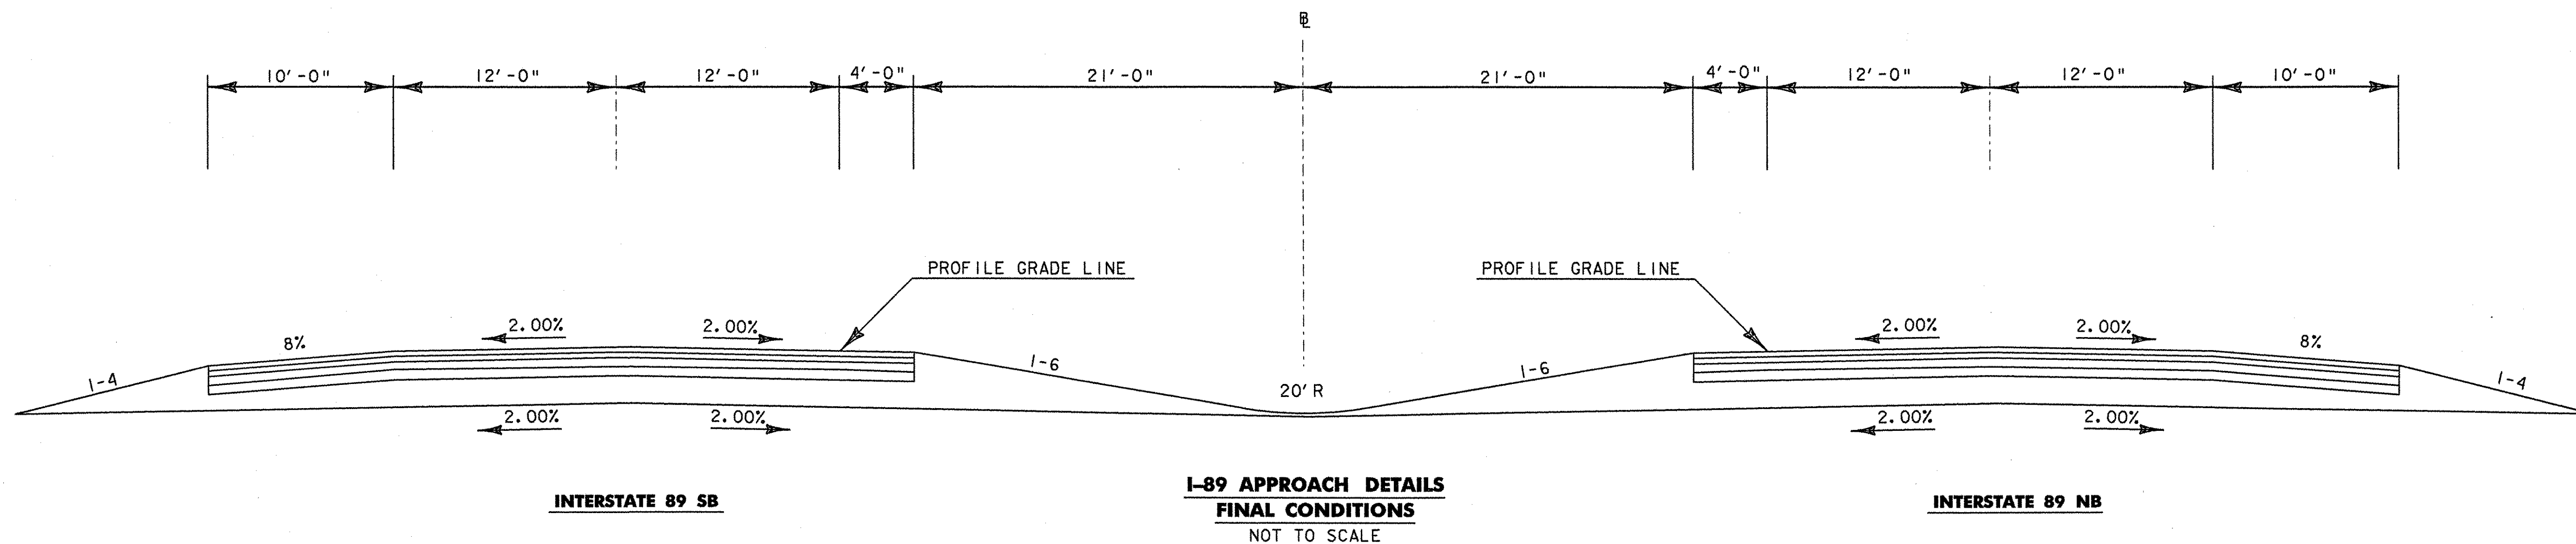 ℄
10'-0" 12'-0" 12'-0" 4'-0" 21'-0" 21'-0" 4'-0" 12'-0" 12'-0" 10'-0"
PROFILE GRADE LINE PROFILE GRADE LINE
8% 2.00% 2.00% 2.00% 2.00% 8%
1-4 1-6 1-6 1-4
20' R
2.00% 2.00% 2.00% 2.00%
INTERSTATE 89 SB
I-89 APPROACH DETAILS
FINAL CONDITIONS
NOT TO SCALE
INTERSTATE 89 NB